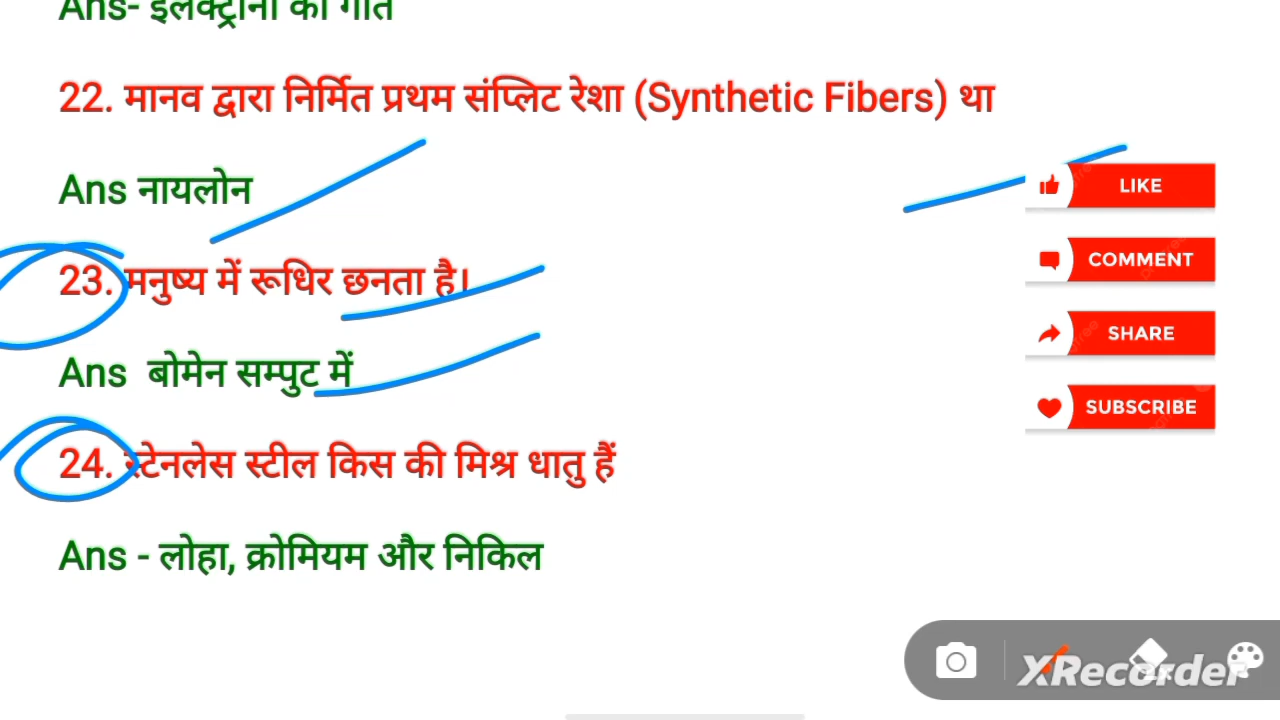 Ans- इलेक्ट्रॉनों की गति
22. मानव द्वारा निर्मित प्रथम संप्लिट रेशा (Synthetic Fibers) था
Ans नायलोन
LIKE
COMMENT
23. मनुष्य में रूधिर छनता है।
SHARE
Ans बोमेन सम्पुट में
SUBSCRIBE
24. स्टेनलेस स्टील किस की मिश्र धातु हैं
Ans - लोहा, क्रोमियम और निकिल
XRecorder